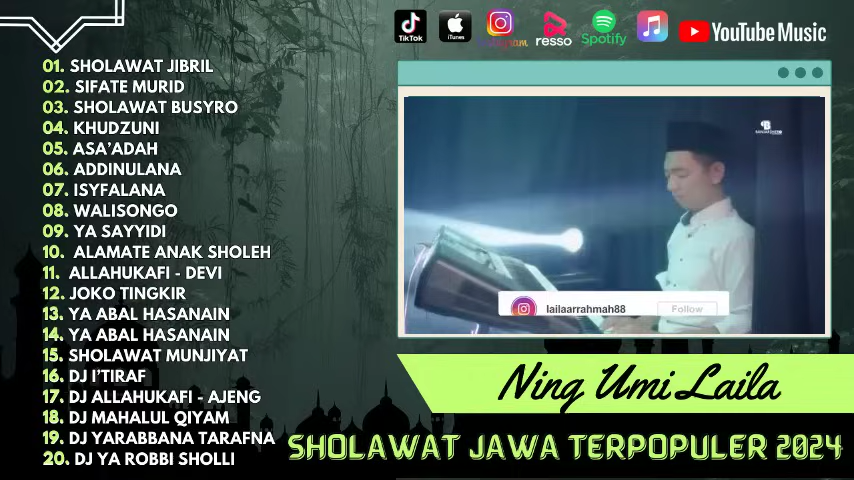 TikTok
iTunes
Instagram
resso
Spotify
YouTube Music
01. SHOLAWAT JIBRIL
02. SIFATE MURID
03. SHOLAWAT BUSYRO
04. KHUDZUNI
05. ASA'ADAH
06. ADDINULANA
07. ISYFALANA
08. WALISONGO
09. YA SAYYIDI
10. ALAMATE ANAK SHOLEH
11. ALLAHUKAFI - DEVI
12. JOKO TINGKIR
13. YA ABAL HASANAIN
14. YA ABAL HASANAIN
15. SHOLAWAT MUNJIYAT
16. DJ I'TIRAF
17. DJ ALLAHUKAFI - AJENG
18. DJ MAHALUL QIYAM
19. DJ YARABBANA TARAFNA
20. DJ YA ROBBI SHOLLI
lailaarrahmah88
Follow
Ning Umi Laila
SHOLAWAT JAWA TERPOPULER 2024